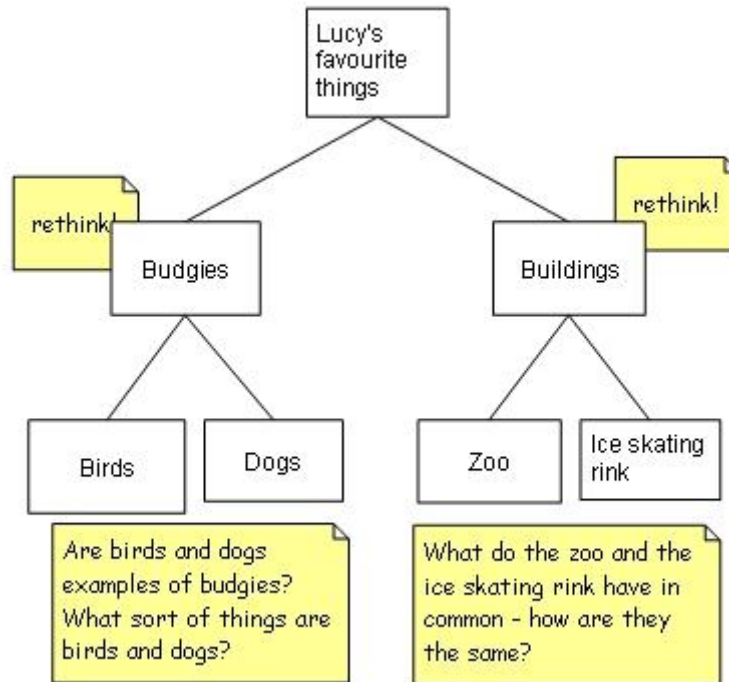 Lucy's
favourite
things
rethink!
rethink!
Budgies
Buildings
Birds
Dogs
Zoo
Ice skating
rink
Are birds and dogs
examples of budgies?
What sort of things are
birds and dogs?
What do the zoo and the
ice skating rink have in
common - how are they
the same?